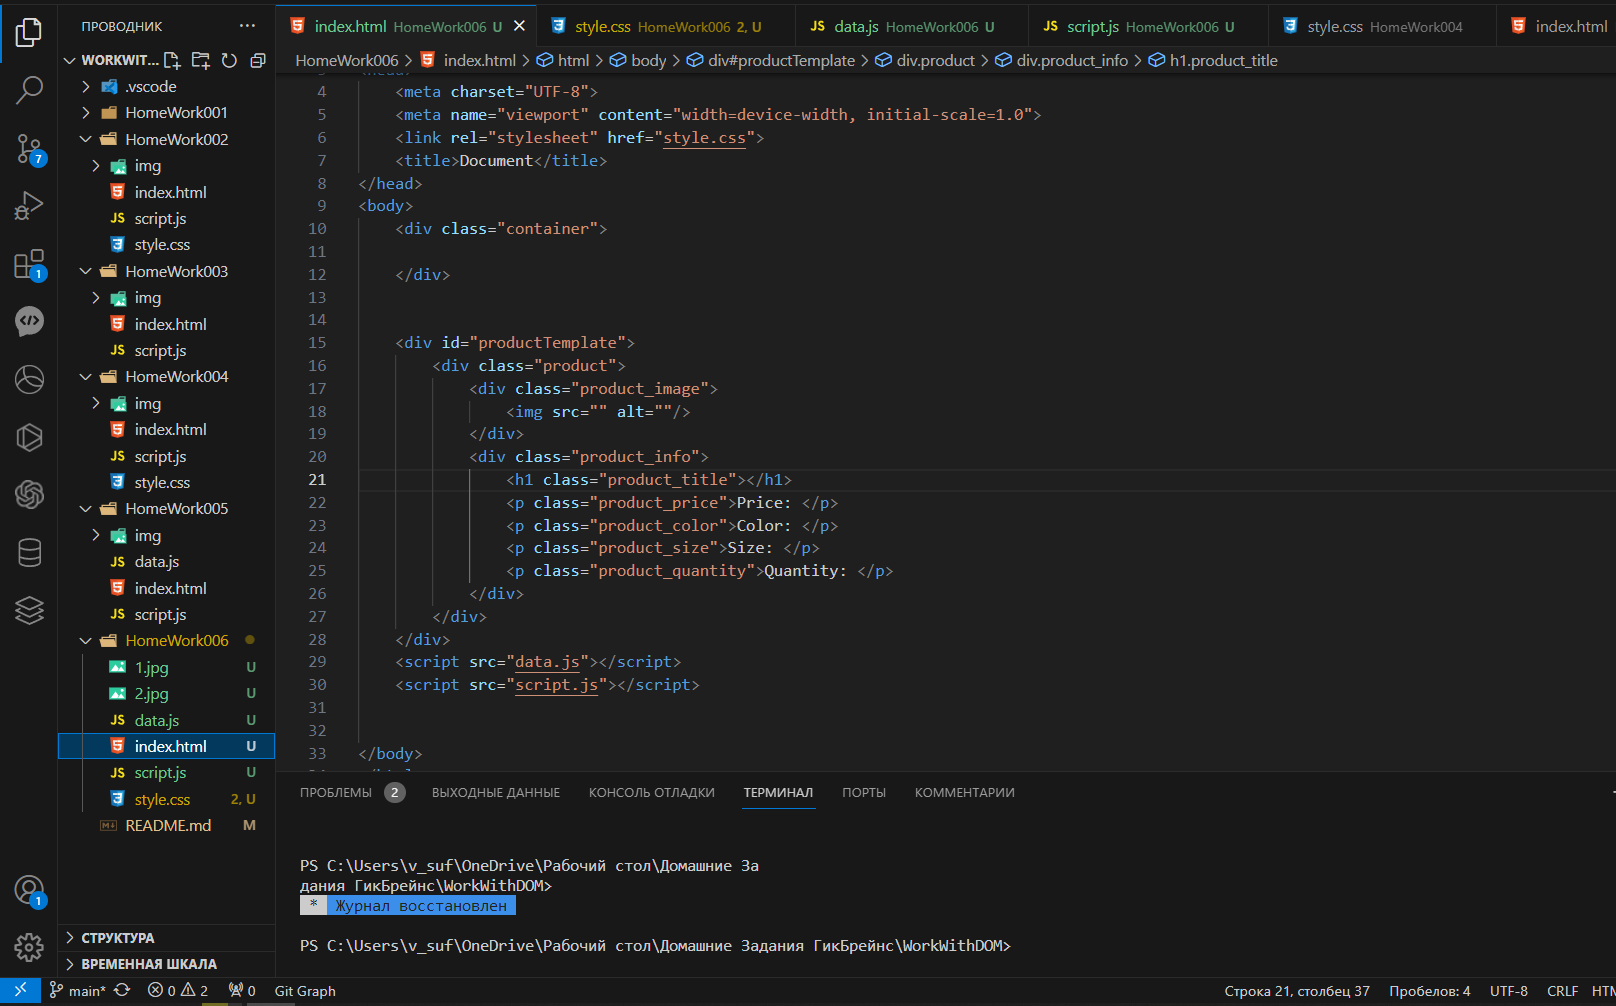 ПРОВОДНИК ···
index.html HomeWork006 U
style.css HomeWork006 2, U
JS data.js HomeWork006 U
JS script.js HomeWork006 U
style.css HomeWork004
index.html
WORKWIT...
HomeWork006 > index.html > html > body > div#productTemplate > div.product > div.product_info > h1.product_title
.vscode
HomeWork001
HomeWork002
img
index.html
JS script.js
style.css
HomeWork003
img
index.html
JS script.js
HomeWork004
img
index.html
JS script.js
style.css
HomeWork005
img
JS data.js
index.html
JS script.js
HomeWork006
1.jpg U
2.jpg U
JS data.js U
index.html U
JS script.js U
style.css 2, U
README.md M
СТРУКТУРА
ВРЕМЕННАЯ ШКАЛА
7
1
1
4 <meta charset="UTF-8">
5 <meta name="viewport" content="width=device-width, initial-scale=1.0">
6 <link rel="stylesheet" href="style.css">
7 <title>Document</title>
8 </head>
9 <body>
10 <div class="container">
11
12 </div>
13
14
15 <div id="productTemplate">
16 <div class="product">
17 <div class="product_image">
18 <img src="" alt=""/>
19 </div>
20 <div class="product_info">
21 <h1 class="product_title"></h1>
22 <p class="product_price">Price: </p>
23 <p class="product_color">Color: </p>
24 <p class="product_size">Size: </p>
25 <p class="product_quantity">Quantity: </p>
26 </div>
27 </div>
28 </div>
29 <script src="data.js"></script>
30 <script src="script.js"></script>
31
32
33 </body>
ПРОБЛЕМЫ 2 ВЫХОДНЫЕ ДАННЫЕ КОНСОЛЬ ОТЛАДКИ ТЕРМИНАЛ ПОРТЫ КОММЕНТАРИИ
PS C:\Users\v_suf\OneDrive\Рабочий стол\Домашние За
дания ГикБрейнс\WorkWithDOM>
* Журнал восстановлен
PS C:\Users\v_suf\OneDrive\Рабочий стол\Домашние Задания ГикБрейнс\WorkWithDOM>
main* 0 2 0 Git Graph Строка 21, столбец 37 Пробелов: 4 UTF-8 CRLF